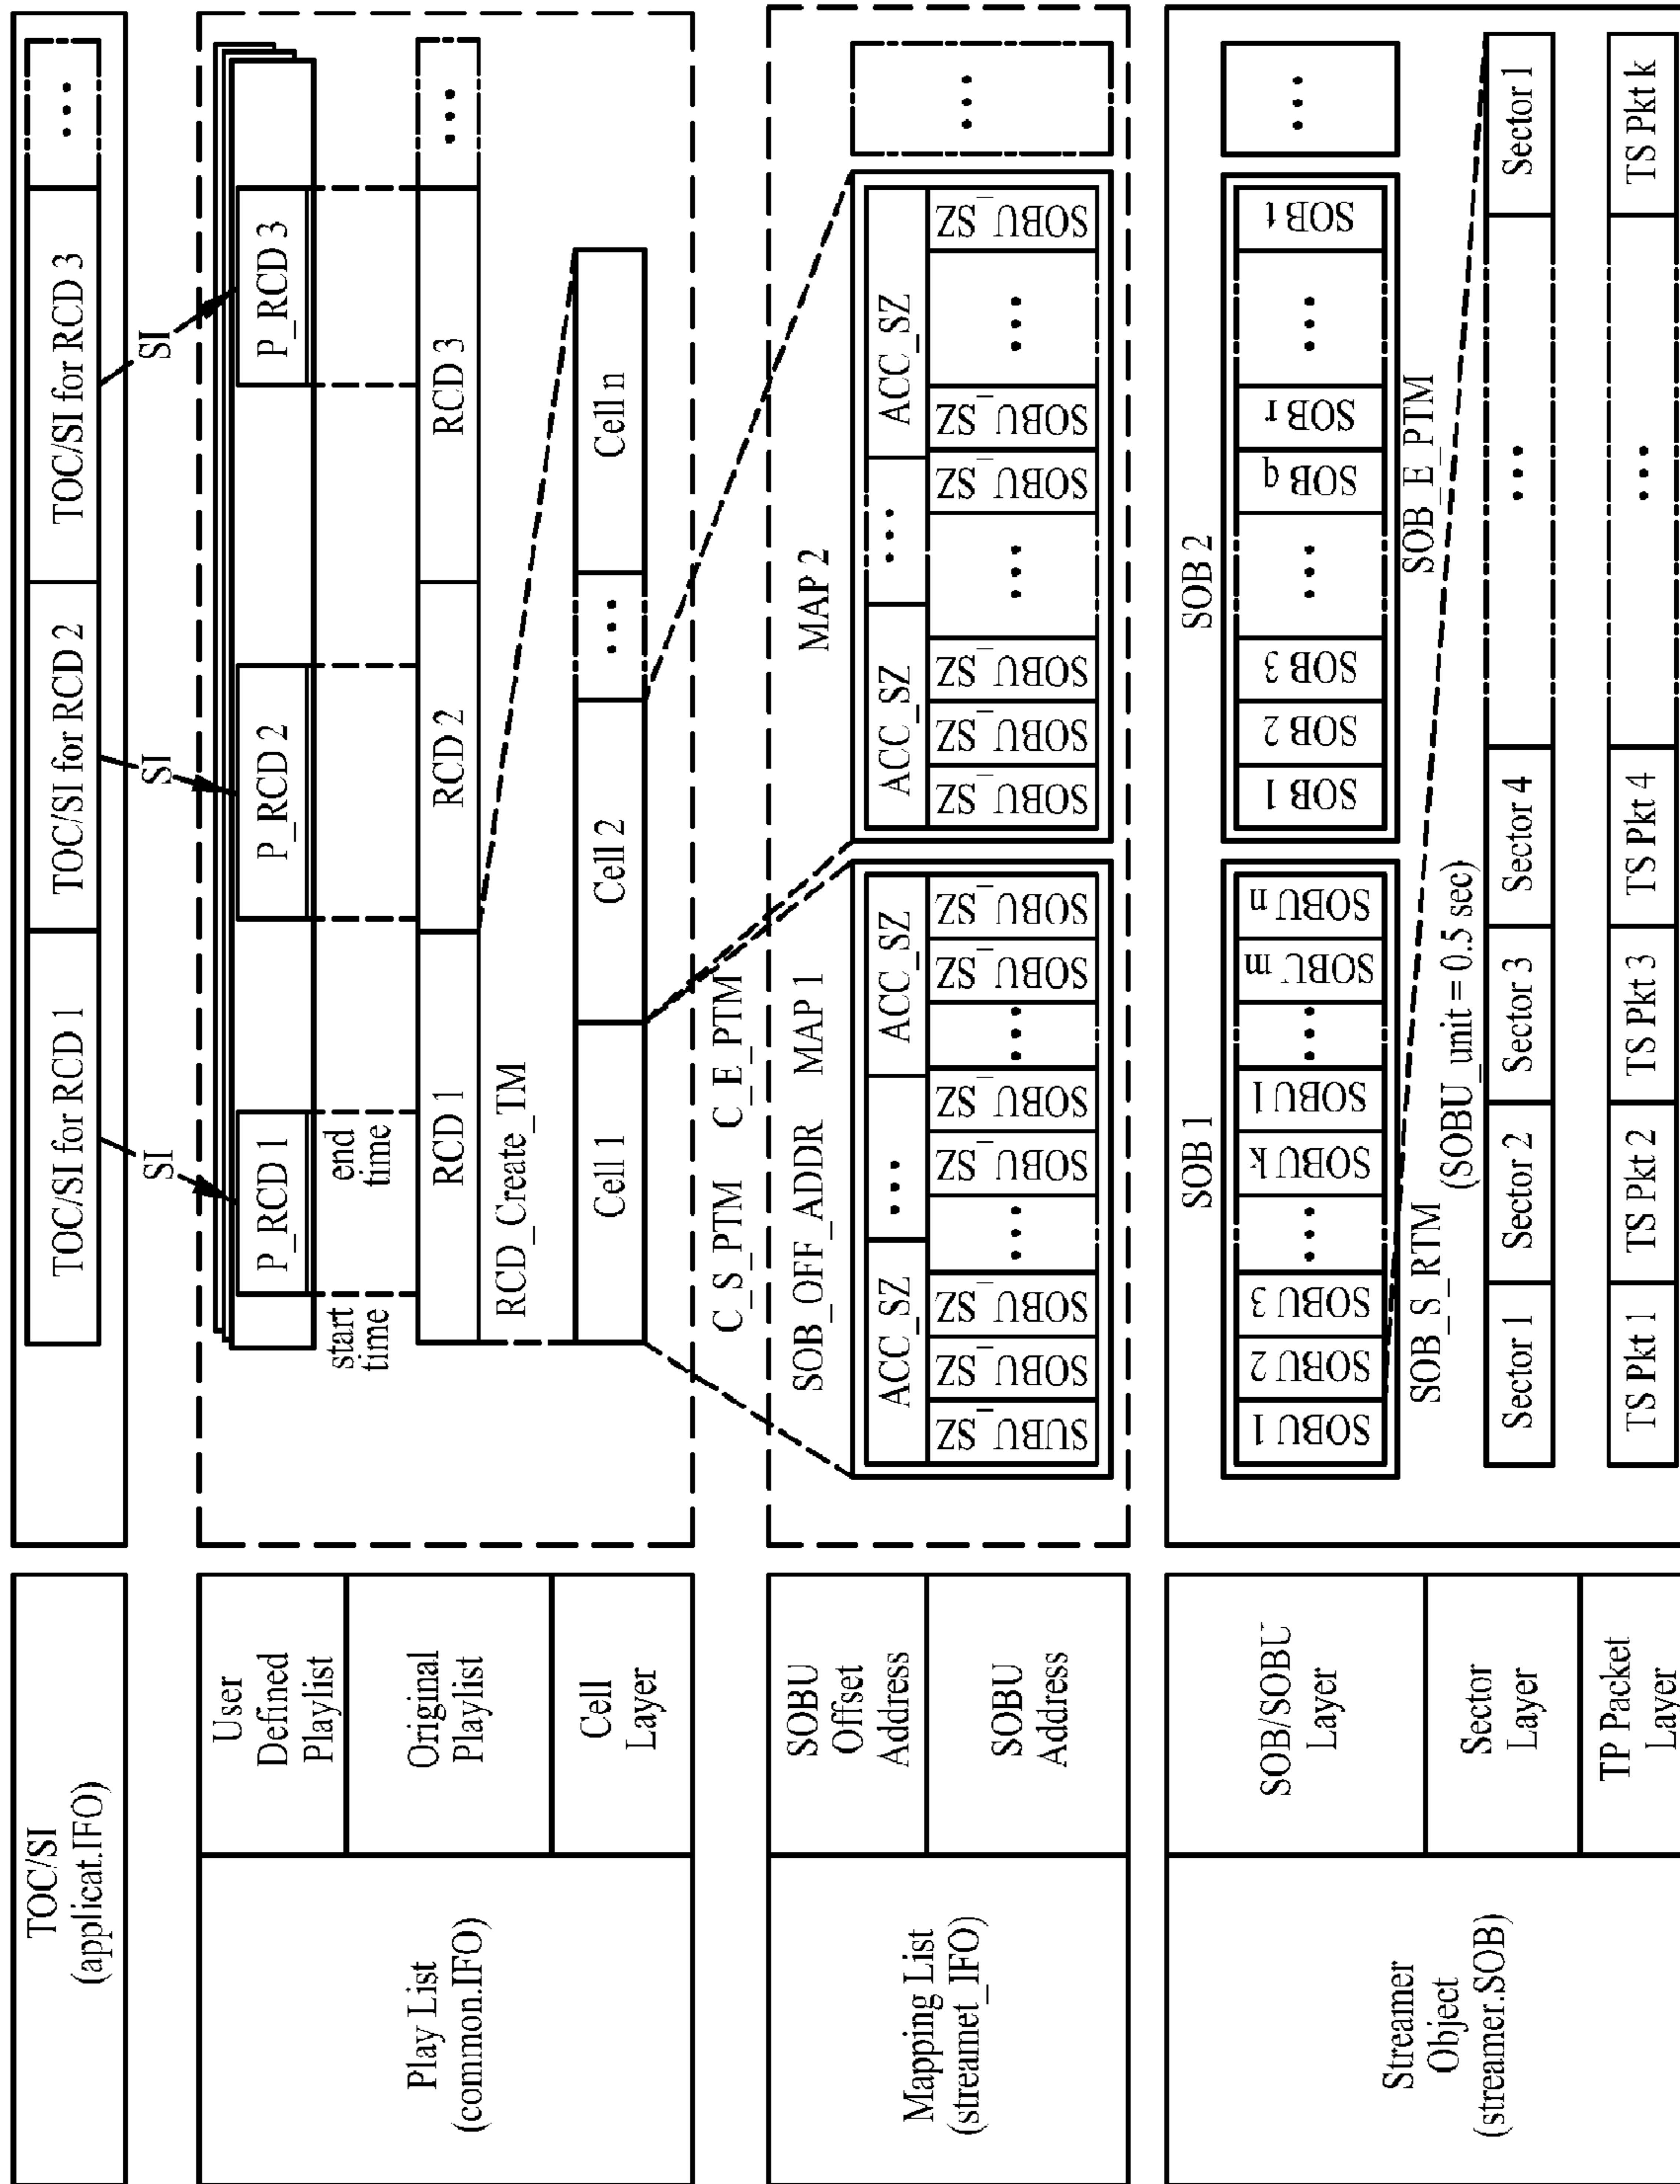 TOC/SI
(applicat.IFO)
TOC/SI for RCD 1
TOC/SI for RCD 2
TOC/SI for RCD 3
...
SI
SI
SI
Play List
(common.IFO)
User
Defined
Playlist
P_RCD 1
P_RCD 2
P_RCD 3
start
time
end
time
Original
Playlist
RCD 1
RCD 2
RCD 3
...
RCD_Create_TM
Cell
Layer
Cell 1
Cell 2
...
Cell n
C_S_PTM
C_E_PTM
Mapping List
(streamet_IFO)
SOBU
Offset
Address
SOB_OFF_ADDR
MAP 1
MAP 2
ACC_SZ
...
ACC_SZ
ACC_SZ
...
ACC_SZ
...
SOBU
Address
SUBU_SZ
SOBU_SZ
SOBU_SZ
...
SOBU_SZ
SOBU_SZ
...
SOBU_SZ
SOBU_SZ
SOBU_SZ
SOBU_SZ
SOBU_SZ
...
SOBU_SZ
SOBU_SZ
...
SOBU_SZ
Streamer
Object
(streamer.SOB)
SOB/SOBU
Layer
SOB 1
SOB 2
SOBU 1
SOBU 2
SOBU 3
...
SOBU k
SOBU l
...
SOBU m
SOBU n
SOB 1
SOB 2
SOB 3
...
SOB q
SOB r
...
SOB t
...
SOB_S_RTM
SOB_E_PTM
(SOBU_unit = 0.5 sec)
Sector
Layer
Sector 1
Sector 2
Sector 3
Sector 4
...
Sector l
TP Packet
Layer
TS Pkt 1
TS Pkt 2
TS Pkt 3
TS Pkt 4
...
TS Pkt k